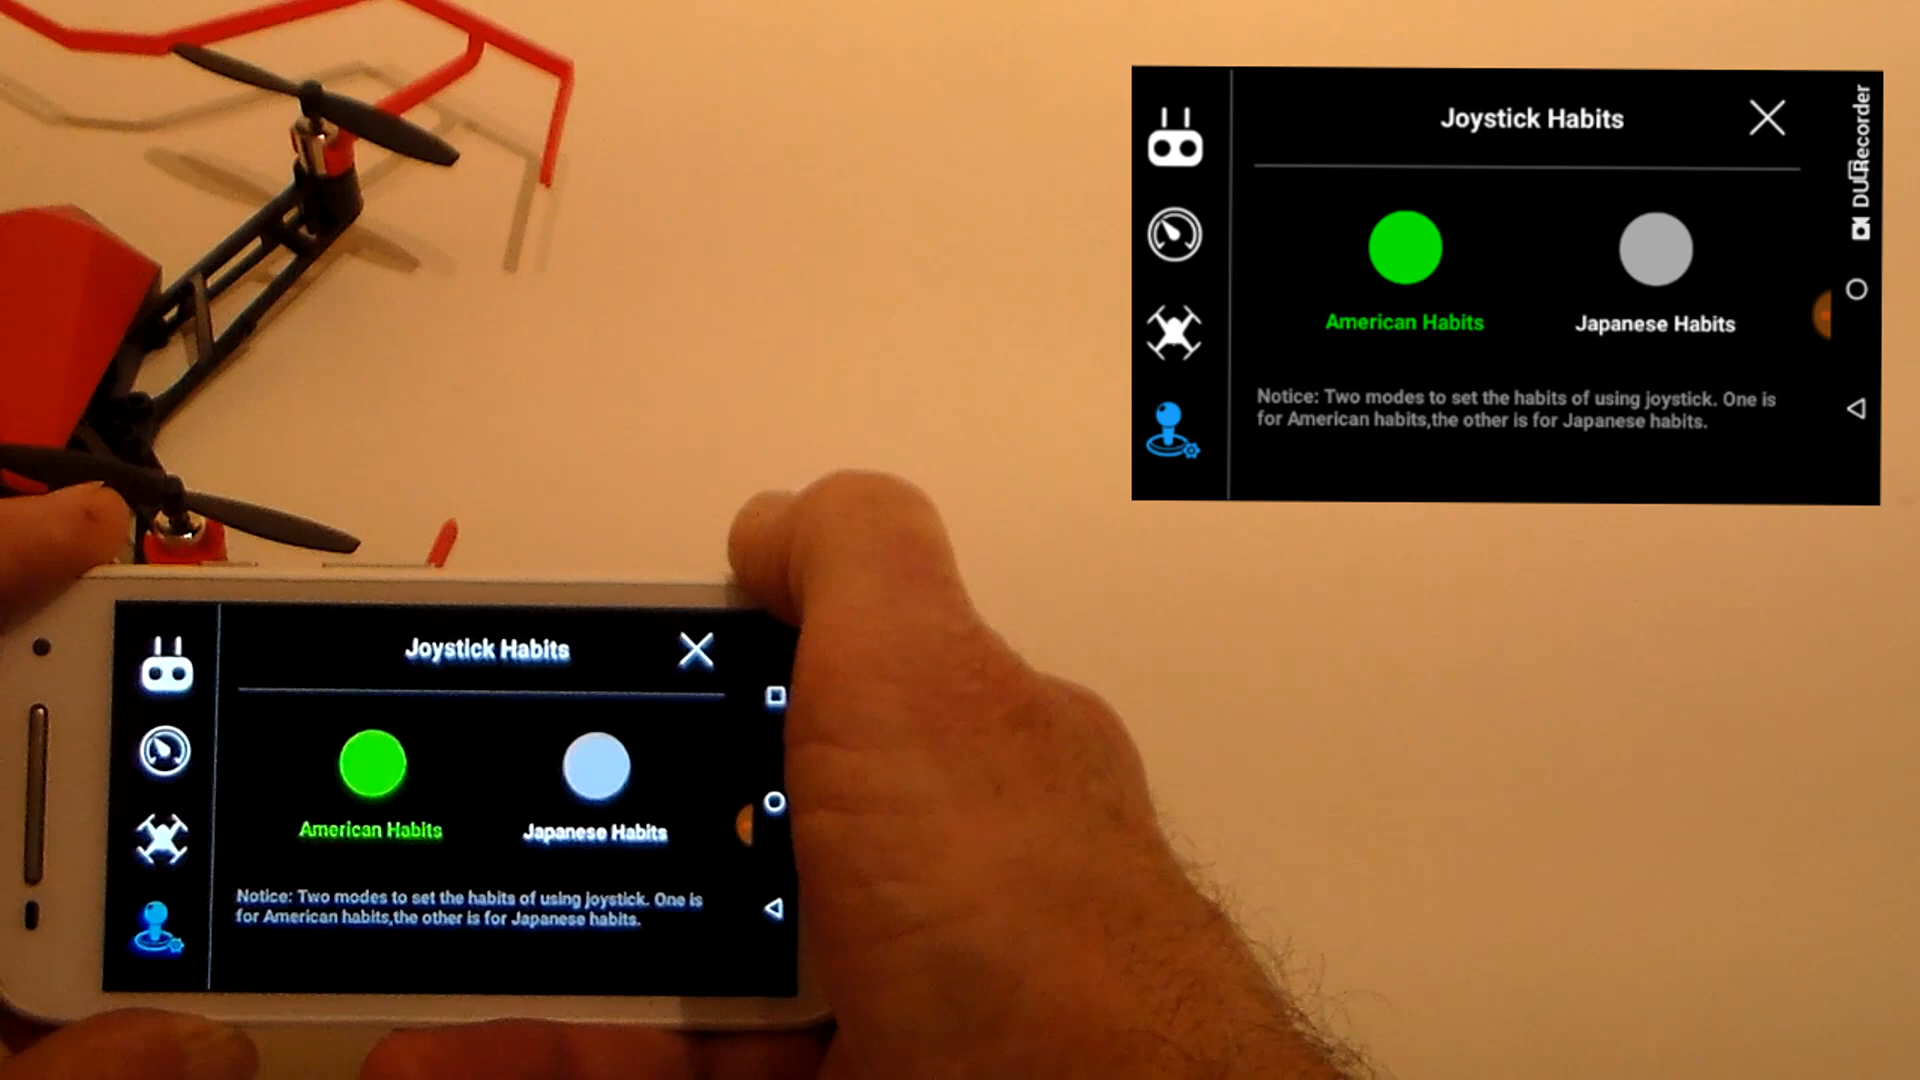 Joystick Habits
American Habits
Japanese Habits
Notice: Two modes to set the habits of using joystick. One is
for American habits,the other is for Japanese habits.
DU Recorder
Joystick Habits
American Habits
Japanese Habits
Notice: Two modes to set the habits of using joystick. One is
for American habits,the other is for Japanese habits.